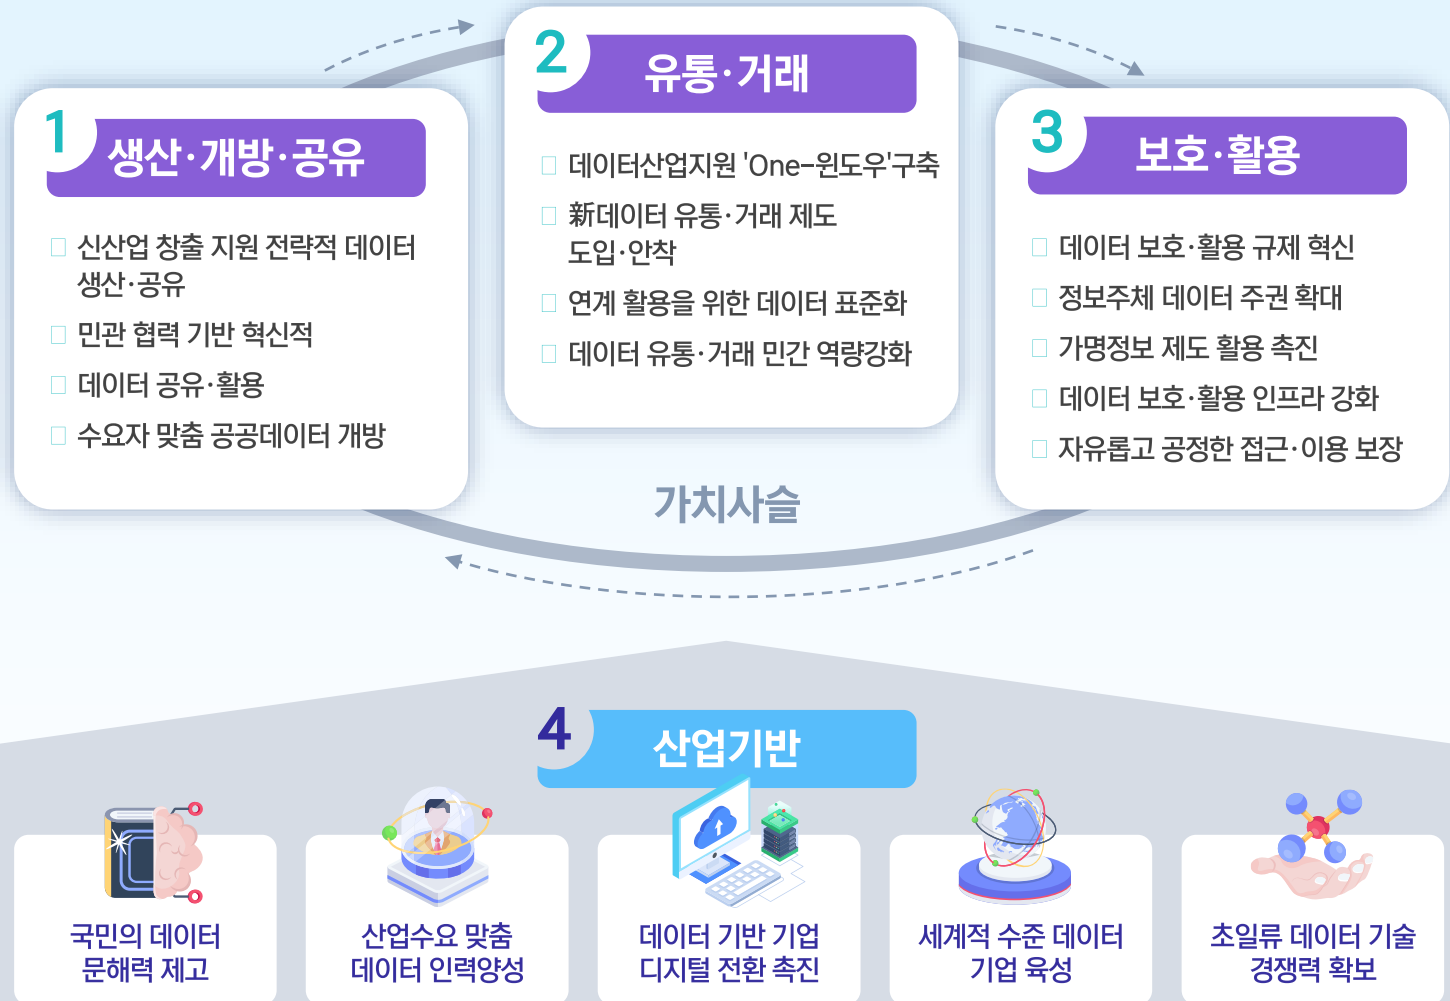 1
생산·개방·공유
□ 신산업 창출 지원 전략적 데이터
생산·공유
□ 민관 협력 기반 혁신적
□ 데이터 공유·활용
□ 수요자 맞춤 공공데이터 개방
2
유통·거래
□ 데이터산업지원 'One-윈도우'구축
□ 新데이터 유통·거래 제도
도입·안착
□ 연계 활용을 위한 데이터 표준화
□ 데이터 유통·거래 민간 역량강화
3
보호·활용
□ 데이터 보호·활용 규제 혁신
□ 정보주체 데이터 주권 확대
□ 가명정보 제도 활용 촉진
□ 데이터 보호·활용 인프라 강화
□ 자유롭고 공정한 접근·이용 보장
가치사슬
4
산업기반
국민의 데이터
문해력 제고
산업수요 맞춤
데이터 인력양성
데이터 기반 기업
디지털 전환 촉진
세계적 수준 데이터
기업 육성
초일류 데이터 기술
경쟁력 확보